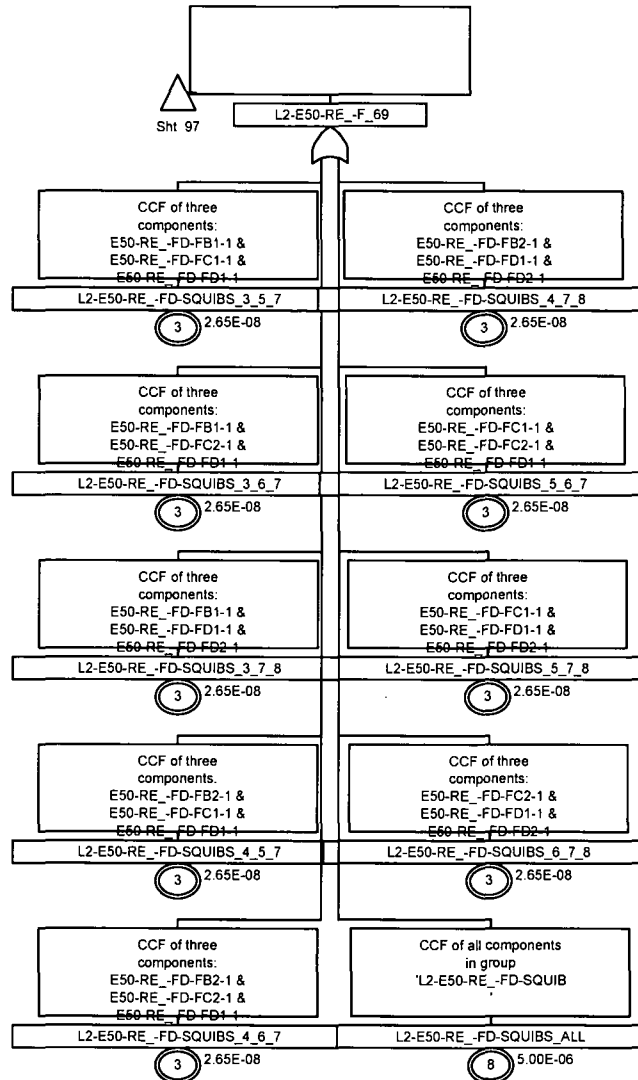 Sht 97
L2-E50-RE_-F_69
CCF of three
components:
E50-RE_-FD-FB1-1 &
E50-RE_-FD-FC1-1 &
E50-RE_-FD-FD1-1
L2-E50-RE_-FD-SQUIBS_3_5_7
3
2.65E-08
CCF of three
components:
E50-RE_-FD-FB2-1 &
E50-RE_-FD-FD1-1 &
E50-RE_-FD-FD2-1
L2-E50-RE_-FD-SQUIBS_4_7_8
3
2.65E-08
CCF of three
components:
E50-RE_-FD-FB1-1 &
E50-RE_-FD-FC2-1 &
E50-RE_-FD-FD1-1
L2-E50-RE_-FD-SQUIBS_3_6_7
3
2.65E-08
CCF of three
components:
E50-RE_-FD-FC1-1 &
E50-RE_-FD-FC2-1 &
E50-RE_-FD-FD1-1
L2-E50-RE_-FD-SQUIBS_5_6_7
3
2.65E-08
CCF of three
components:
E50-RE_-FD-FB1-1 &
E50-RE_-FD-FD1-1 &
E50-RE_-FD-FD2-1
L2-E50-RE_-FD-SQUIBS_3_7_8
3
2.65E-08
CCF of three
components:
E50-RE_-FD-FC1-1 &
E50-RE_-FD-FD1-1 &
E50-RE_-FD-FD2-1
L2-E50-RE_-FD-SQUIBS_5_7_8
3
2.65E-08
CCF of three
components.
E50-RE_-FD-FB2-1 &
E50-RE_-FD-FC1-1 &
E50-RE_-FD-FD1-1
L2-E50-RE_-FD-SQUIBS_4_5_7
3
2.65E-08
CCF of three
components:
E50-RE_-FD-FC2-1 &
E50-RE_-FD-FD1-1 &
E50-RE_-FD-FD2-1
L2-E50-RE_-FD-SQUIBS_6_7_8
3
2.65E-08
CCF of three
components:
E50-RE_-FD-FB2-1 &
E50-RE_-FD-FC2-1 &
E50-RE_-FD-FD1-1
L2-E50-RE_-FD-SQUIBS_4_6_7
3
2.65E-08
CCF of all components
in group
'L2-E50-RE_-FD-SQUIB
'
L2-E50-RE_-FD-SQUIBS_ALL
8
5.00E-06